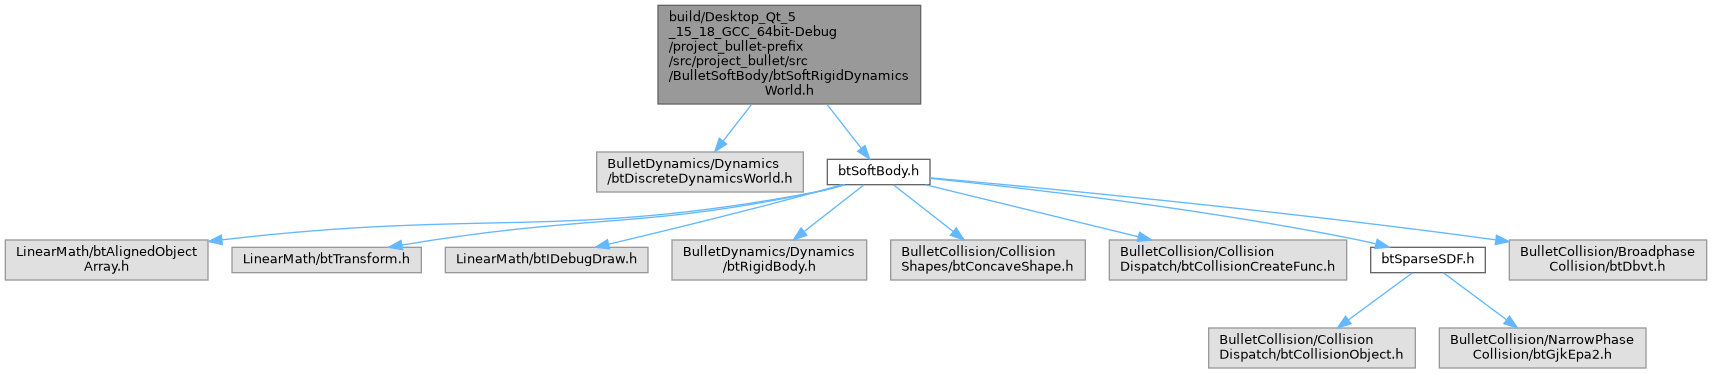 build/Desktop_Qt_5
_15_18_GCC_64bit-Debug
/project_bullet-prefix
/src/project_bullet/src
/BulletSoftBody/btSoftRigidDynamics
World.h
BulletDynamics/Dynamics
/btDiscreteDynamicsWorld.h
btSoftBody.h
LinearMath/btAlignedObject
Array.h
LinearMath/btTransform.h
LinearMath/btIDebugDraw.h
BulletDynamics/Dynamics
/btRigidBody.h
BulletCollision/Collision
Shapes/btConcaveShape.h
BulletCollision/Collision
Dispatch/btCollisionCreateFunc.h
btSparseSDF.h
BulletCollision/Broadphase
Collision/btDbvt.h
BulletCollision/Collision
Dispatch/btCollisionObject.h
BulletCollision/NarrowPhase
Collision/btGjkEpa2.h